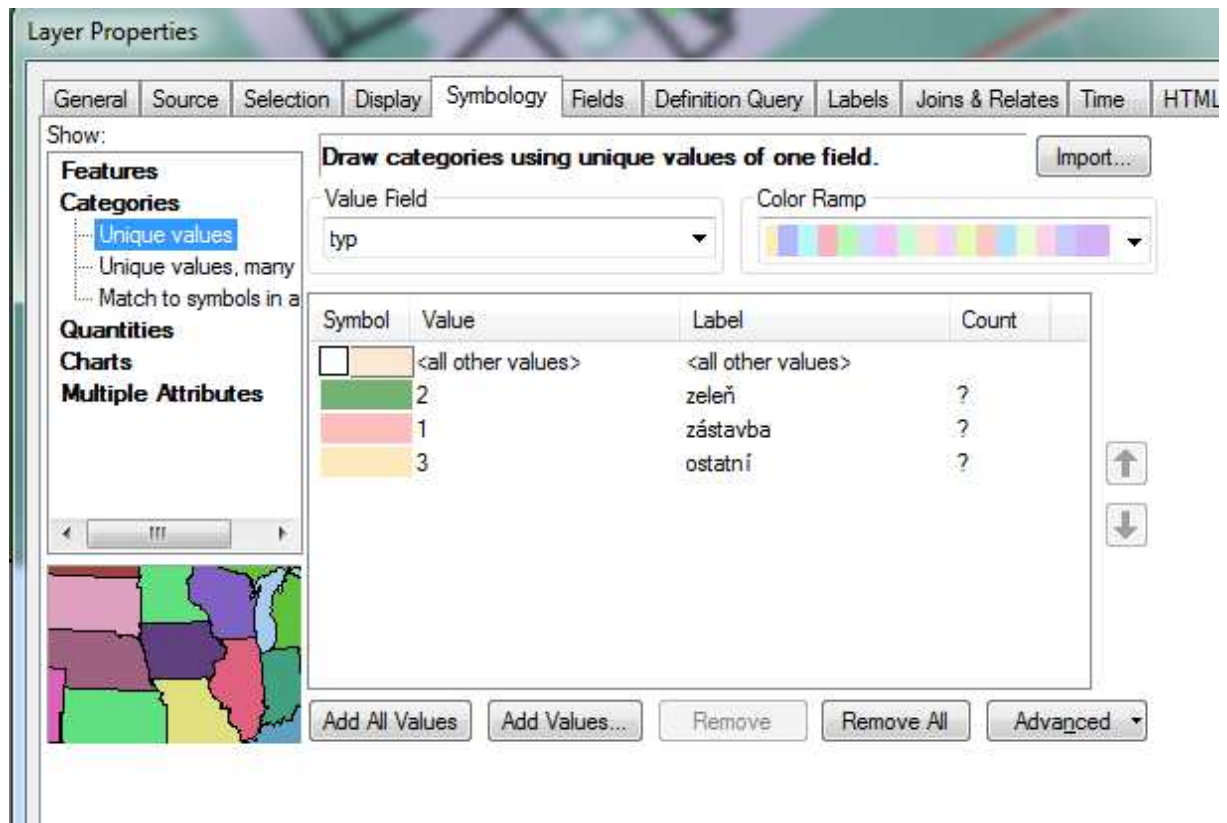 Layer Properties
General Source Selection Display Symbology Fields Definition Query Labels Joins & Relates Time HTML
Show:
Features
Categories
Unique values
Unique values, many
Match to symbols in a
Quantities
Charts
Multiple Attributes
Draw categories using unique values of one field.
Import...
Value Field
typ
Color Ramp
Symbol Value Label Count
<all other values> <all other values>
2 zeleň ?
1 zástavba ?
3 ostatní ?
Add All Values Add Values... Remove Remove All Advanced